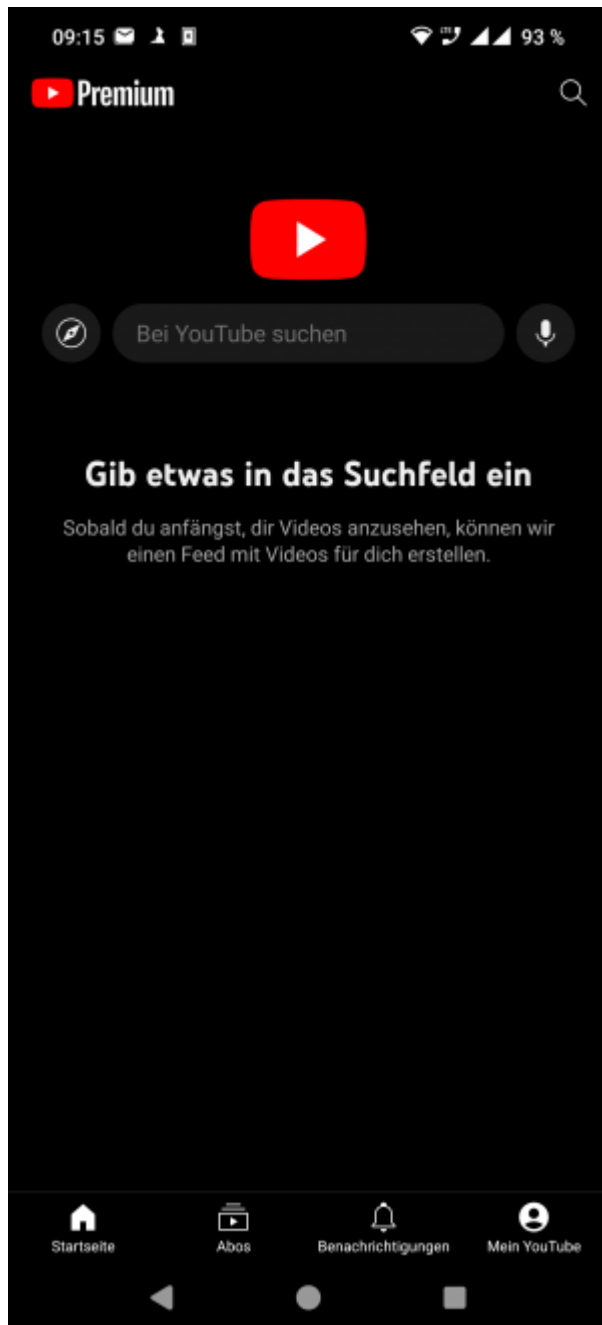 09:15 93 %
Premium
Bei YouTube suchen
Gib etwas in das Suchfeld ein
Sobald du anfängst, dir Videos anzusehen, können wir
einen Feed mit Videos für dich erstellen.
Startseite Abos Benachrichtigungen Mein YouTube